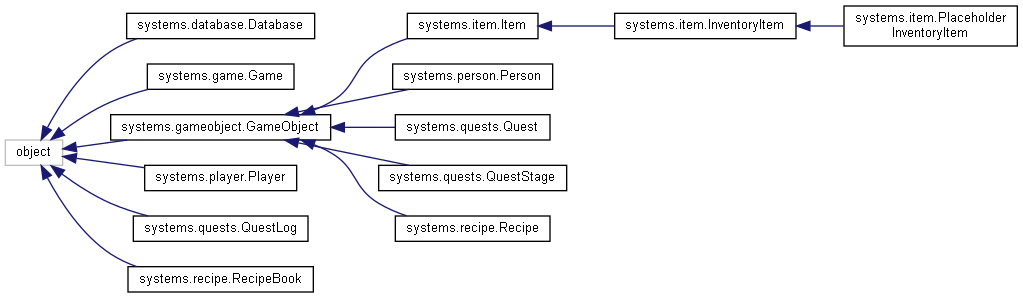 object
systems.database.Database
systems.game.Game
systems.gameobject.GameObject
systems.item.Item
systems.item.InventoryItem
systems.item.Placeholder
InventoryItem
systems.person.Person
systems.quests.Quest
systems.quests.QuestStage
systems.recipe.Recipe
systems.player.Player
systems.quests.QuestLog
systems.recipe.RecipeBook